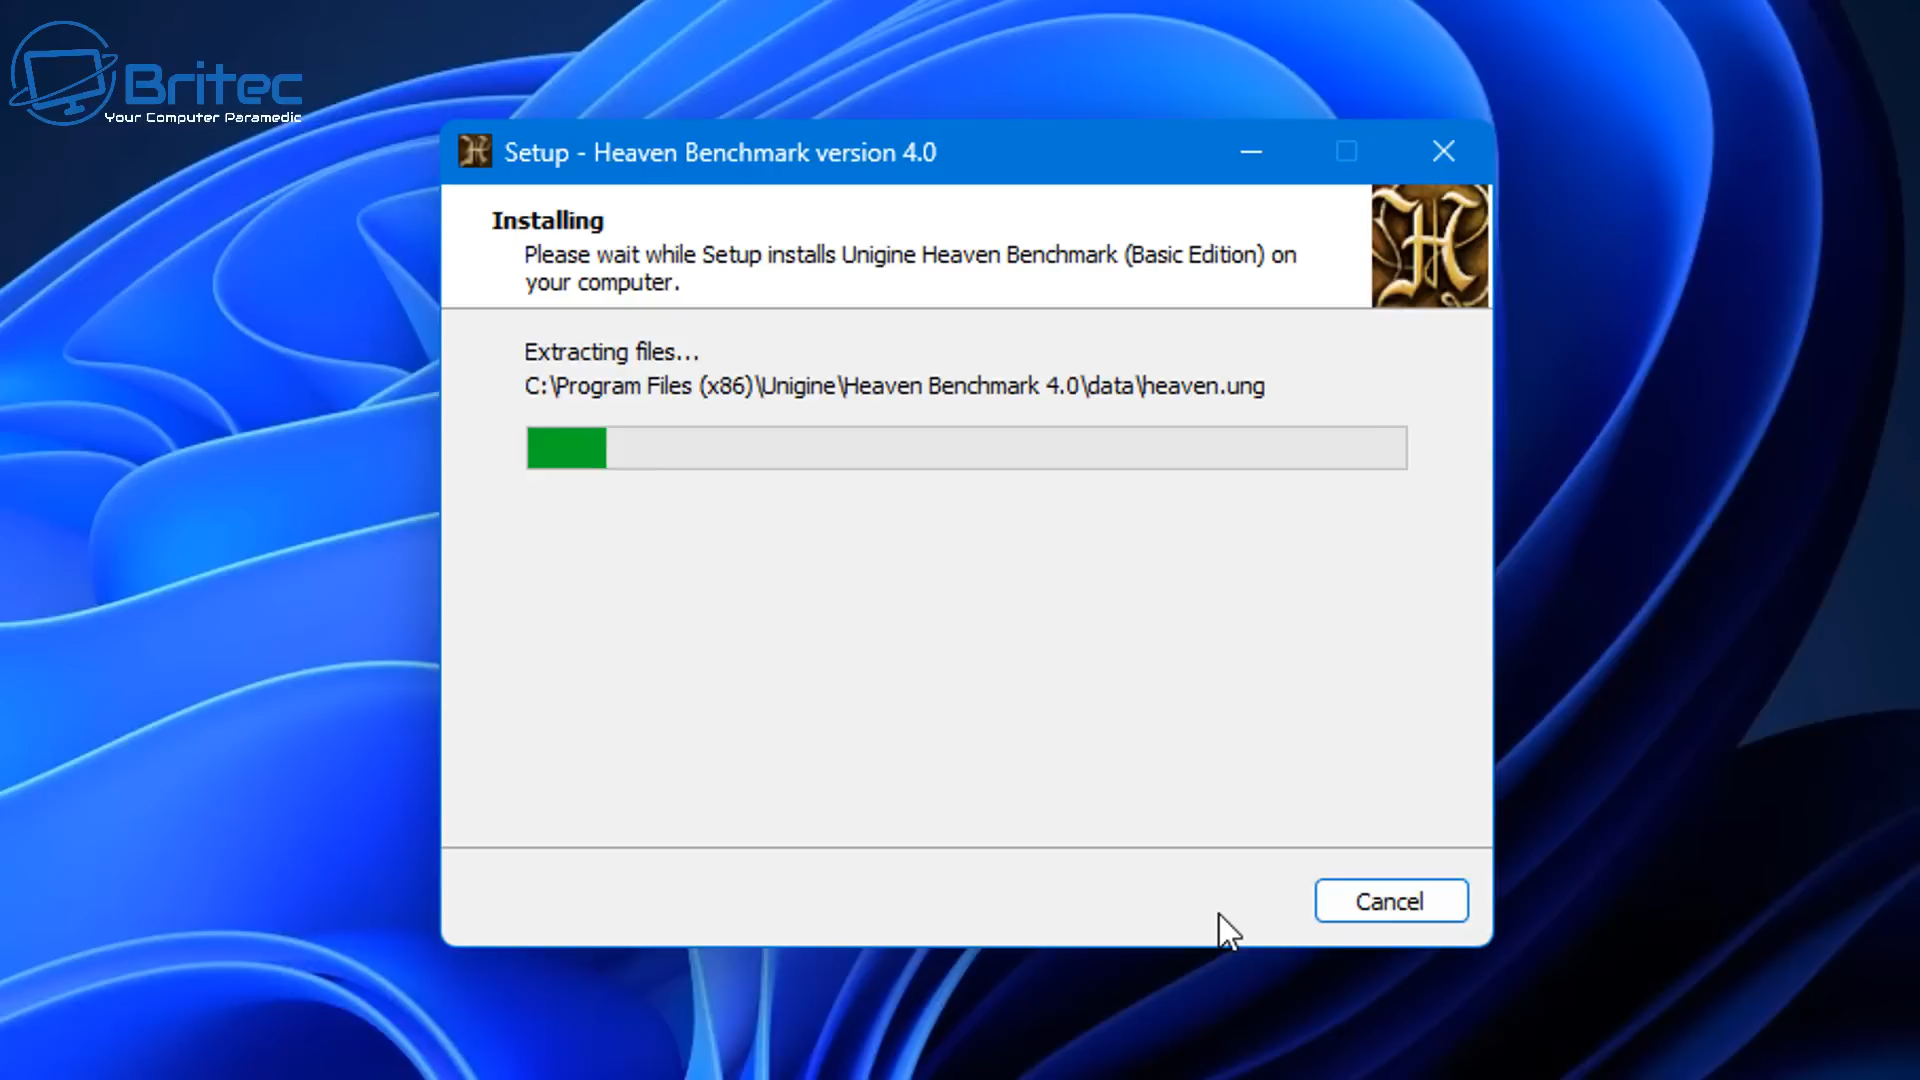 Britec
Your Computer Paramedic
Setup - Heaven Benchmark version 4.0
Installing
Please wait while Setup installs Unigine Heaven Benchmark (Basic Edition) on
your computer.
Extracting files...
C:\Program Files (x86)\Unigine\Heaven Benchmark 4.0\data\heaven.ung
Cancel